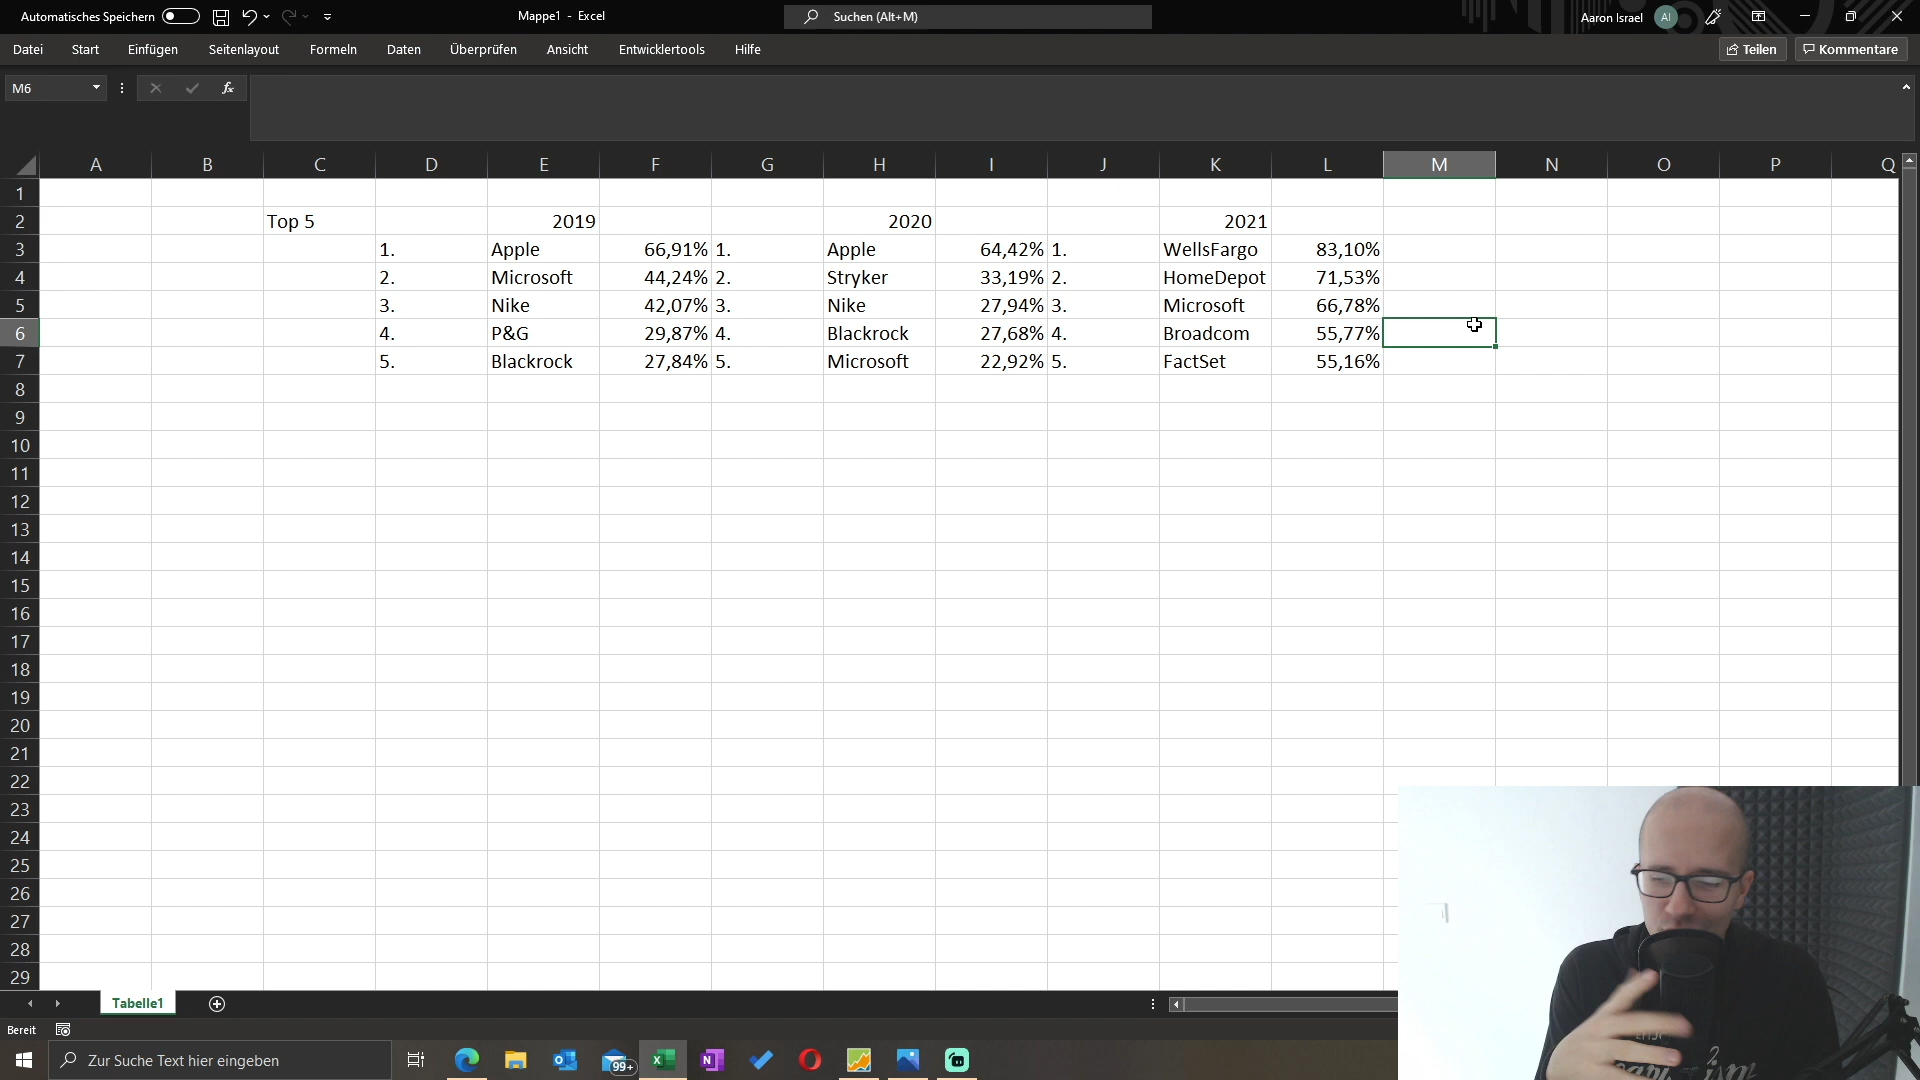 Automatisches Speichern
Mappe1 - Excel
Suchen (Alt+M)
Aaron Israel
AI
Datei Start Einfügen Seitenlayout Formeln Daten Überprüfen Ansicht Entwicklertools Hilfe
Teilen Kommentare
M6 fx
A B C D E F G H I J K L M N O P Q
1
2 Top 5 2019 2020 2021
3 1. Apple 66,91% 1. Apple 64,42% 1. WellsFargo 83,10%
4 2. Microsoft 44,24% 2. Stryker 33,19% 2. HomeDepot 71,53%
5 3. Nike 42,07% 3. Nike 27,94% 3. Microsoft 66,78%
6 4. P&G 29,87% 4. Blackrock 27,68% 4. Broadcom 55,77%
7 5. Blackrock 27,84% 5. Microsoft 22,92% 5. FactSet 55,16%
8
9
10
11
12
13
14
15
16
17
18
19
20
21
22
23
24
25
26
27
28
29
Tabelle1
Bereit
Zur Suche Text hier eingeben
99+